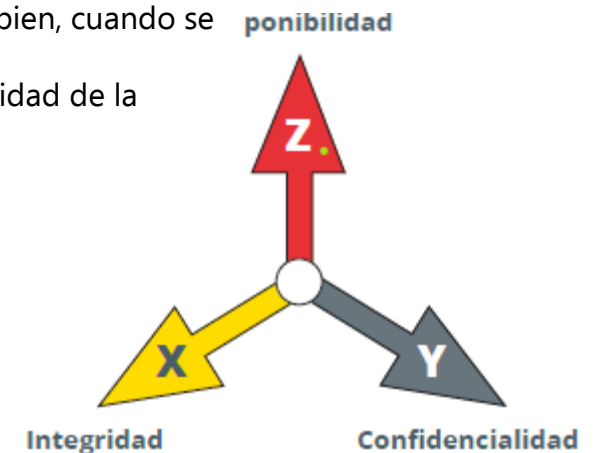 bien, cuando se
ponibilidad
idad de la
Z
X
Y
Integridad
Confidencialidad